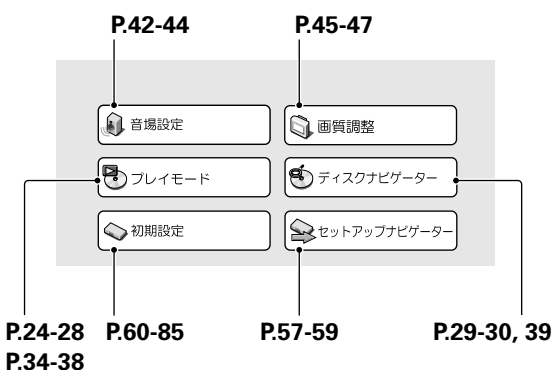 P.42-44
P.45-47
音場設定
画質調整
プレイモード
ディスクナビゲーター
初期設定
セットアップナビゲーター
P.24-28
P.34-38
P.60-85
P.57-59
P.29-30, 39